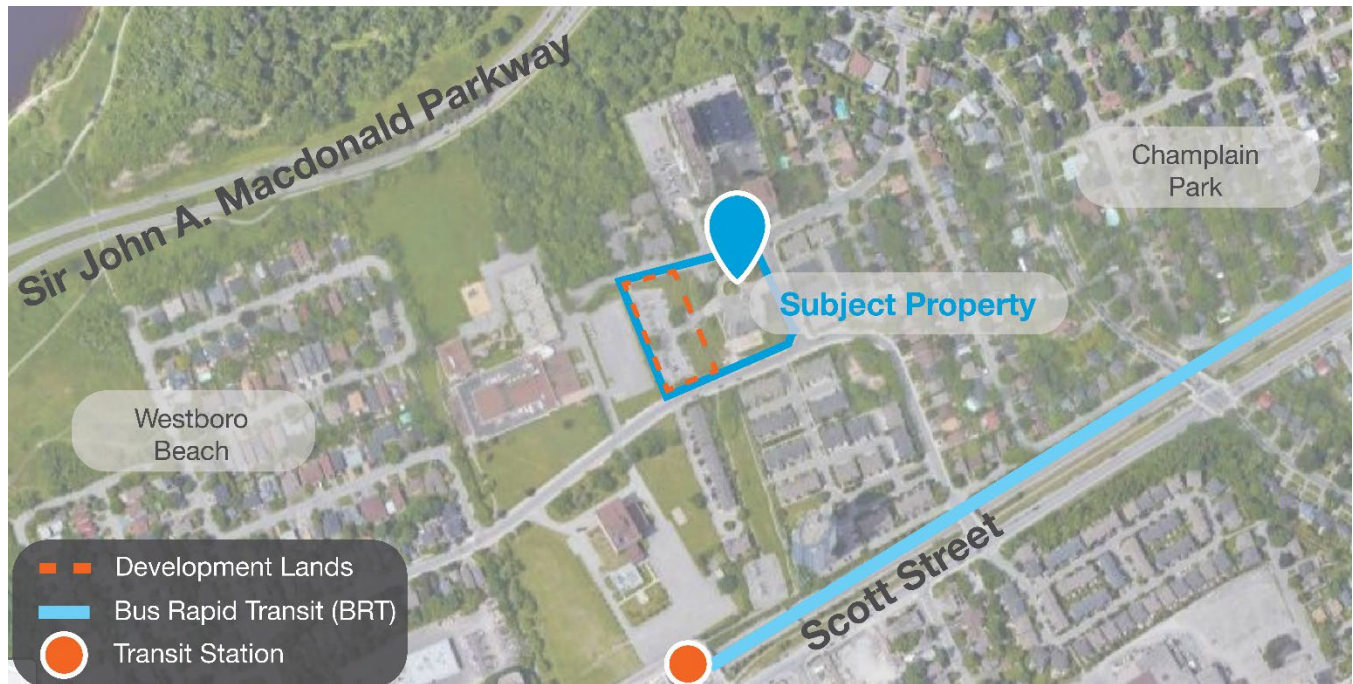 Sir John A. Macdonald Parkway
Champlain
Park
Subject Property
Westboro
Beach
Scott Street
Development Lands
Bus Rapid Transit (BRT)
Transit Station